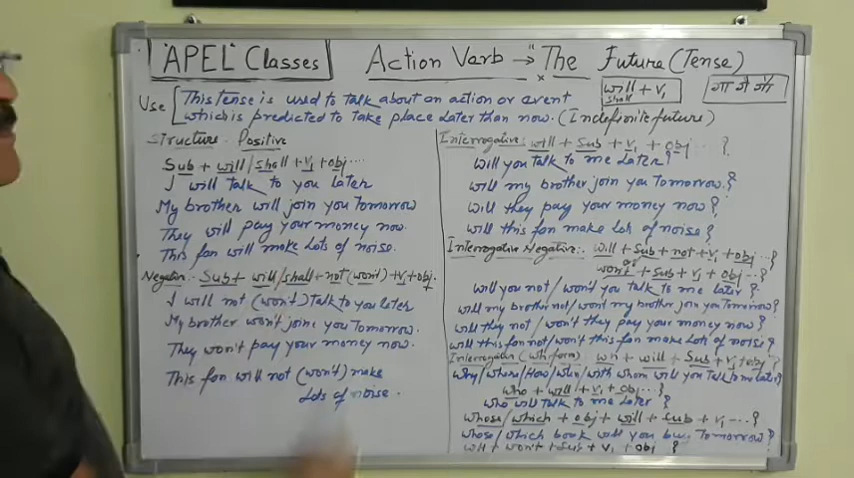 "APEL" Classes
Action Verb → "The Future (Tense)
will + V₁
shall
गा गे गी
Use [This tense is used to talk about an action or event
which is predicted to take place later than now. (Indefinite future)
Structure Positive
Sub + will/shall + V₁ + obj...
I will talk to you later
My brother will join you Tomorrow
They will pay your money now.
This fan will make Lots of noise.
Negative.. Sub + will/shall + not (won't) + V₁ + obj.
I will not (won't) Talk to you later
My brother won't join you Tomorrow.
They won't pay your money now.
This fan will not (won't) make
Lots of noise.
Interrogative: will + Sub + V₁ + obj...?
Will you talk to me Later?
Will my brother join you Tomorrow.?
Will they pay your money now?
Will this fan make Lots of noise?
Interrogative Negative:. Will + Sub + not + V₁ + obj...?
or
won't + sub + V₁ + obj...?
Will you not/won't you talk to me later?
Will my brother not/won't my brother join you Tomorrow?
Will they not/won't they pay your money now?
Will this fan not/won't this fan make Lots of noise?
(Wh form) Wh + will + Sub + V₁ + obj?
Why/where/How/when/with whom will you Talk to me later?
Who + will + V₁ + obj...?
Who will talk to me Later?
Whose/which + obj + will + sub + V₁ -...?
Whose/which book will you buy Tomorrow?
+ won't + sub + V₁ + obj ?